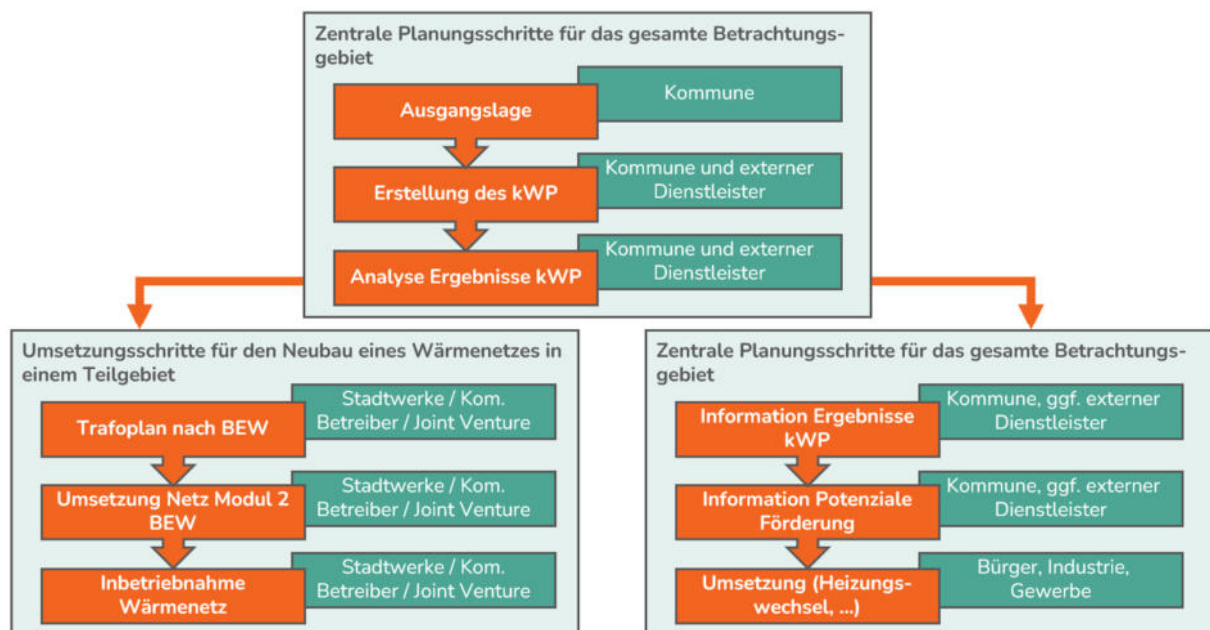 Zentrale Planungsschritte für das gesamte Betrachtungs-
gebiet
Ausgangslage
Kommune
Erstellung des kWP
Kommune und externer
Dienstleister
Analyse Ergebnisse kWP
Kommune und externer
Dienstleister
Umsetzungsschritte für den Neubau eines Wärmenetzes in
einem Teilgebiet
Trafoplan nach BEW
Stadtwerke / Kom.
Betreiber / Joint Venture
Umsetzung Netz Modul 2
BEW
Stadtwerke / Kom.
Betreiber / Joint Venture
Inbetriebnahme
Wärmenetz
Stadtwerke / Kom.
Betreiber / Joint Venture
Zentrale Planungsschritte für das gesamte Betrachtungs-
gebiet
Information Ergebnisse
kWP
Kommune, ggf. externer
Dienstleister
Information Potenziale
Förderung
Kommune, ggf. externer
Dienstleister
Umsetzung (Heizungs-
wechsel, ...)
Bürger, Industrie,
Gewerbe